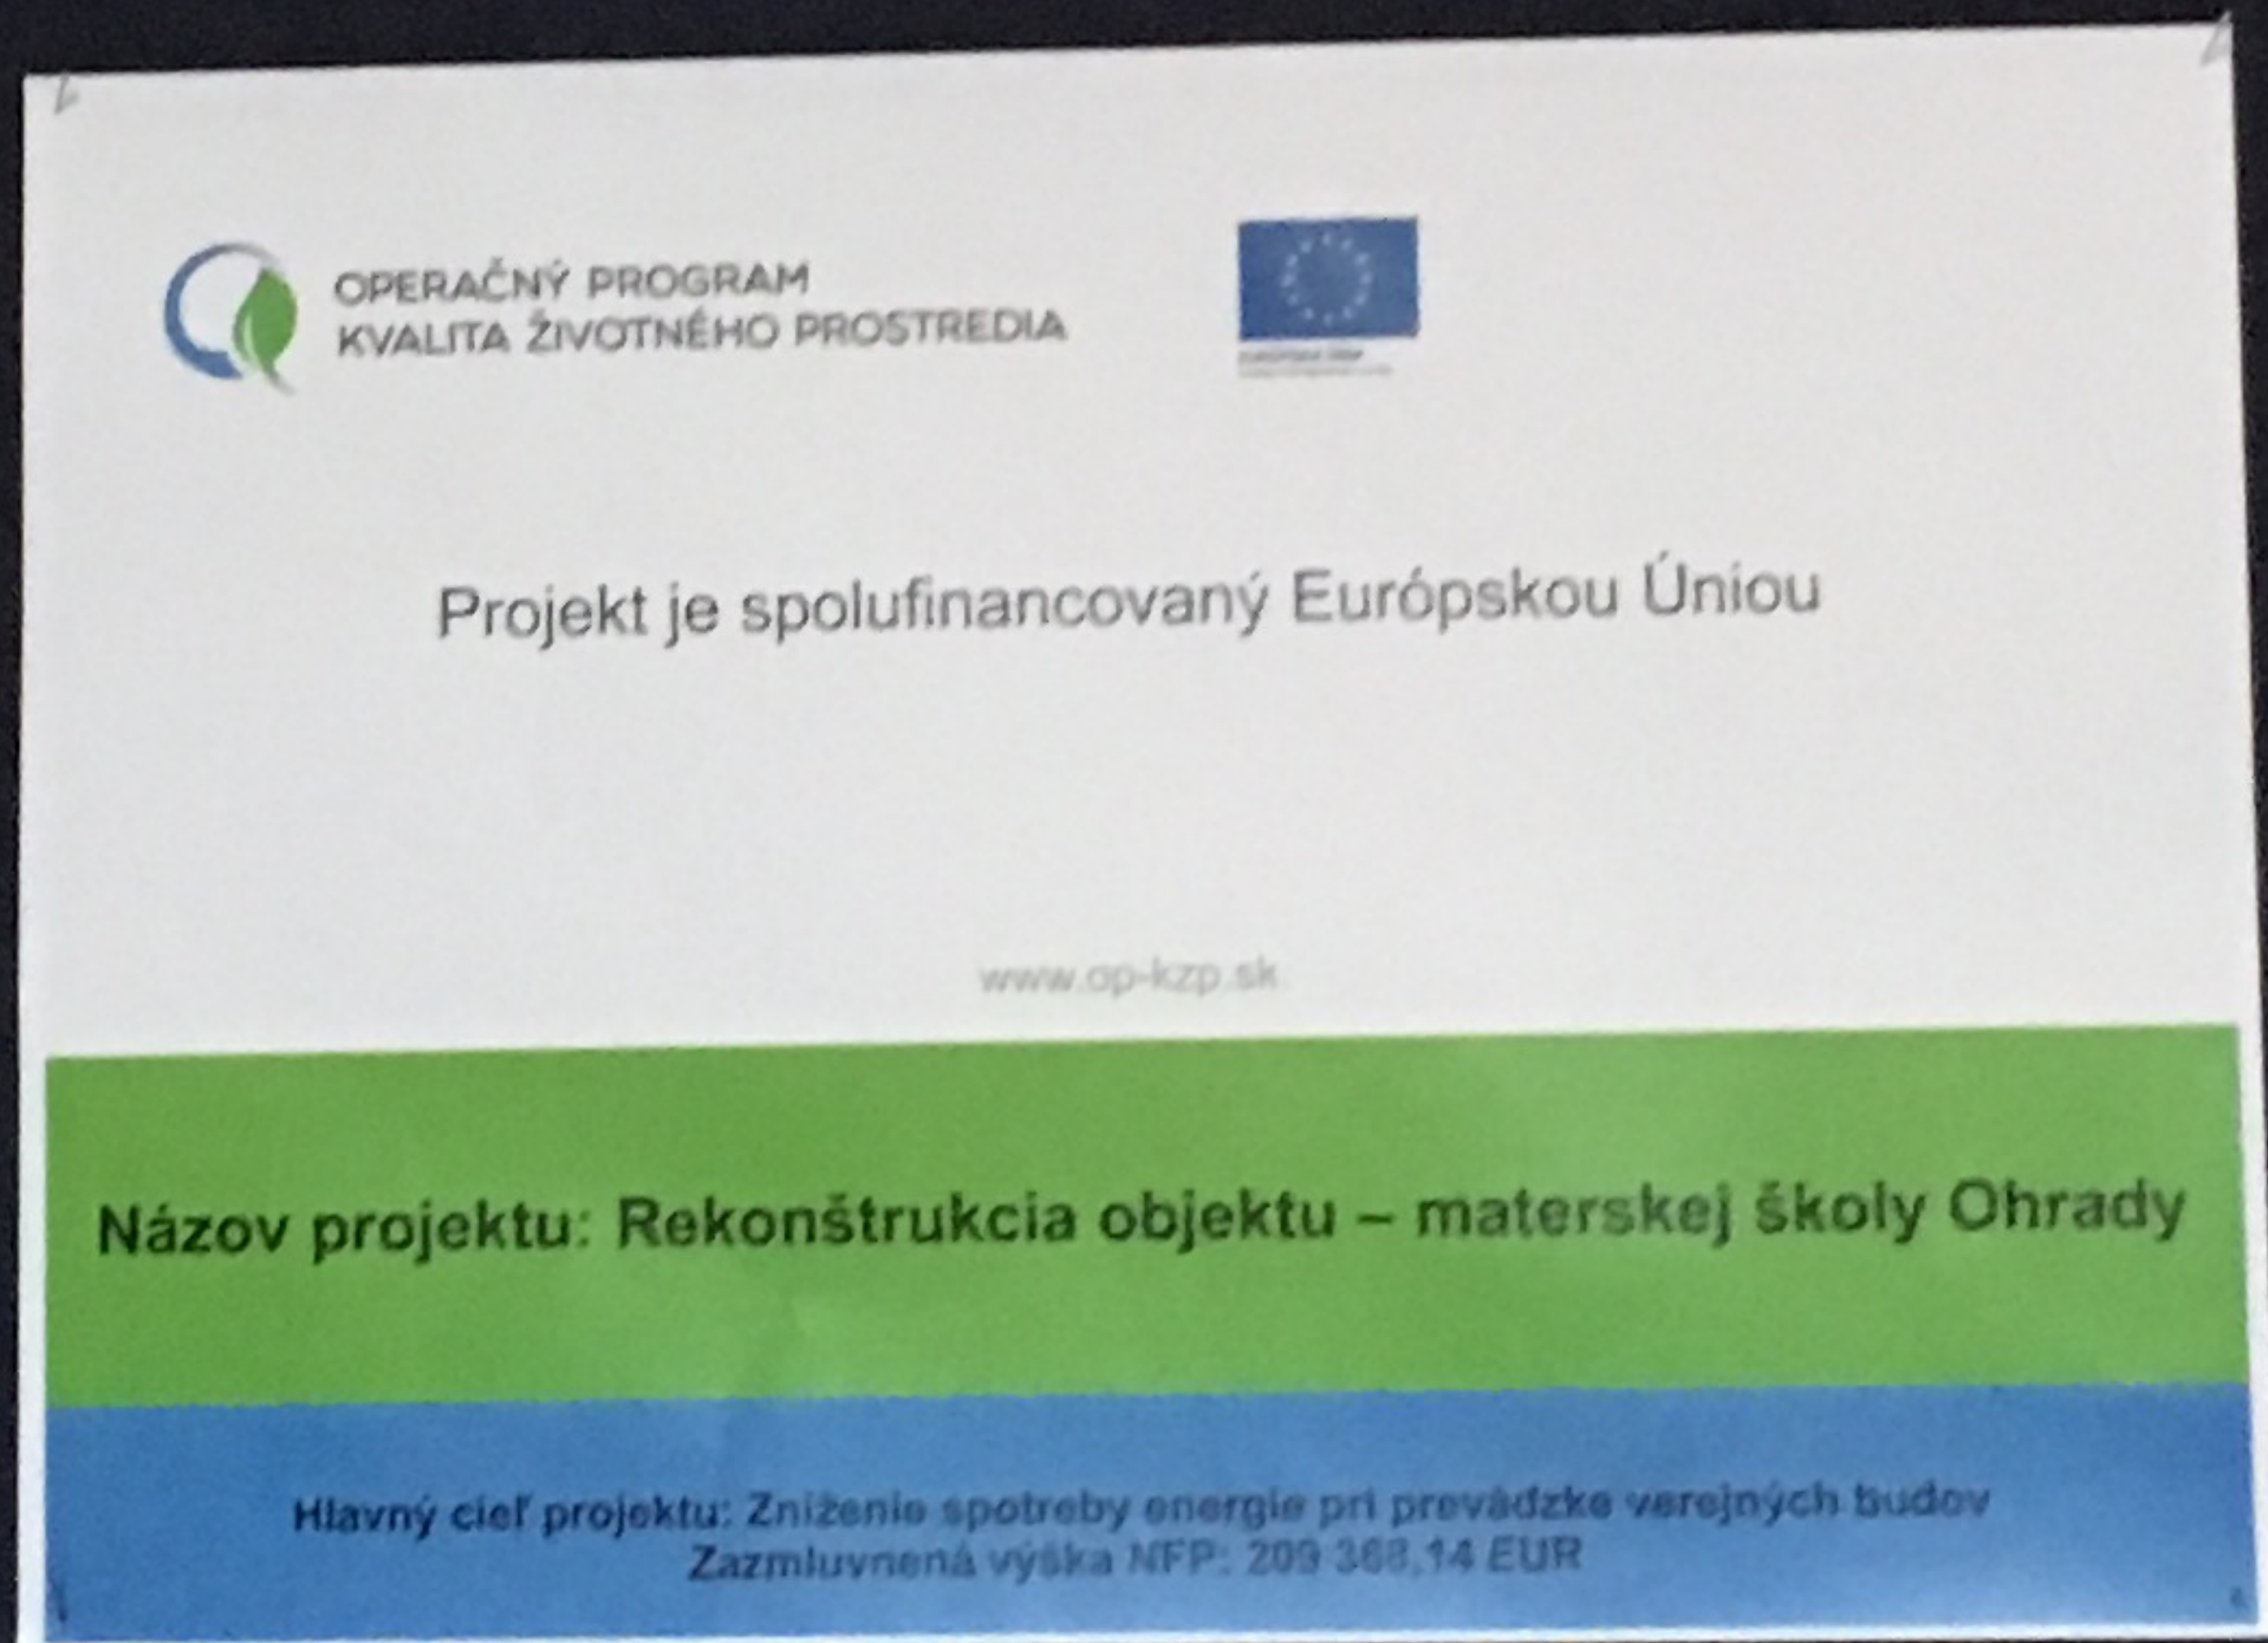 OPERAČNÝ PROGRAM
KVALITA ŽIVOTNÉHO PROSTREDIA
Projekt je spolufinancovaný Európskou Úniou
www.op-kzp.sk
Názov projektu: Rekonštrukcia objektu – materskej školy Ohrady
Hlavný cieľ projektu: Zníženie spotreby energie pri prevádzke verejných budov
Zazmluvnená výška NFP: 209 368,14 EUR